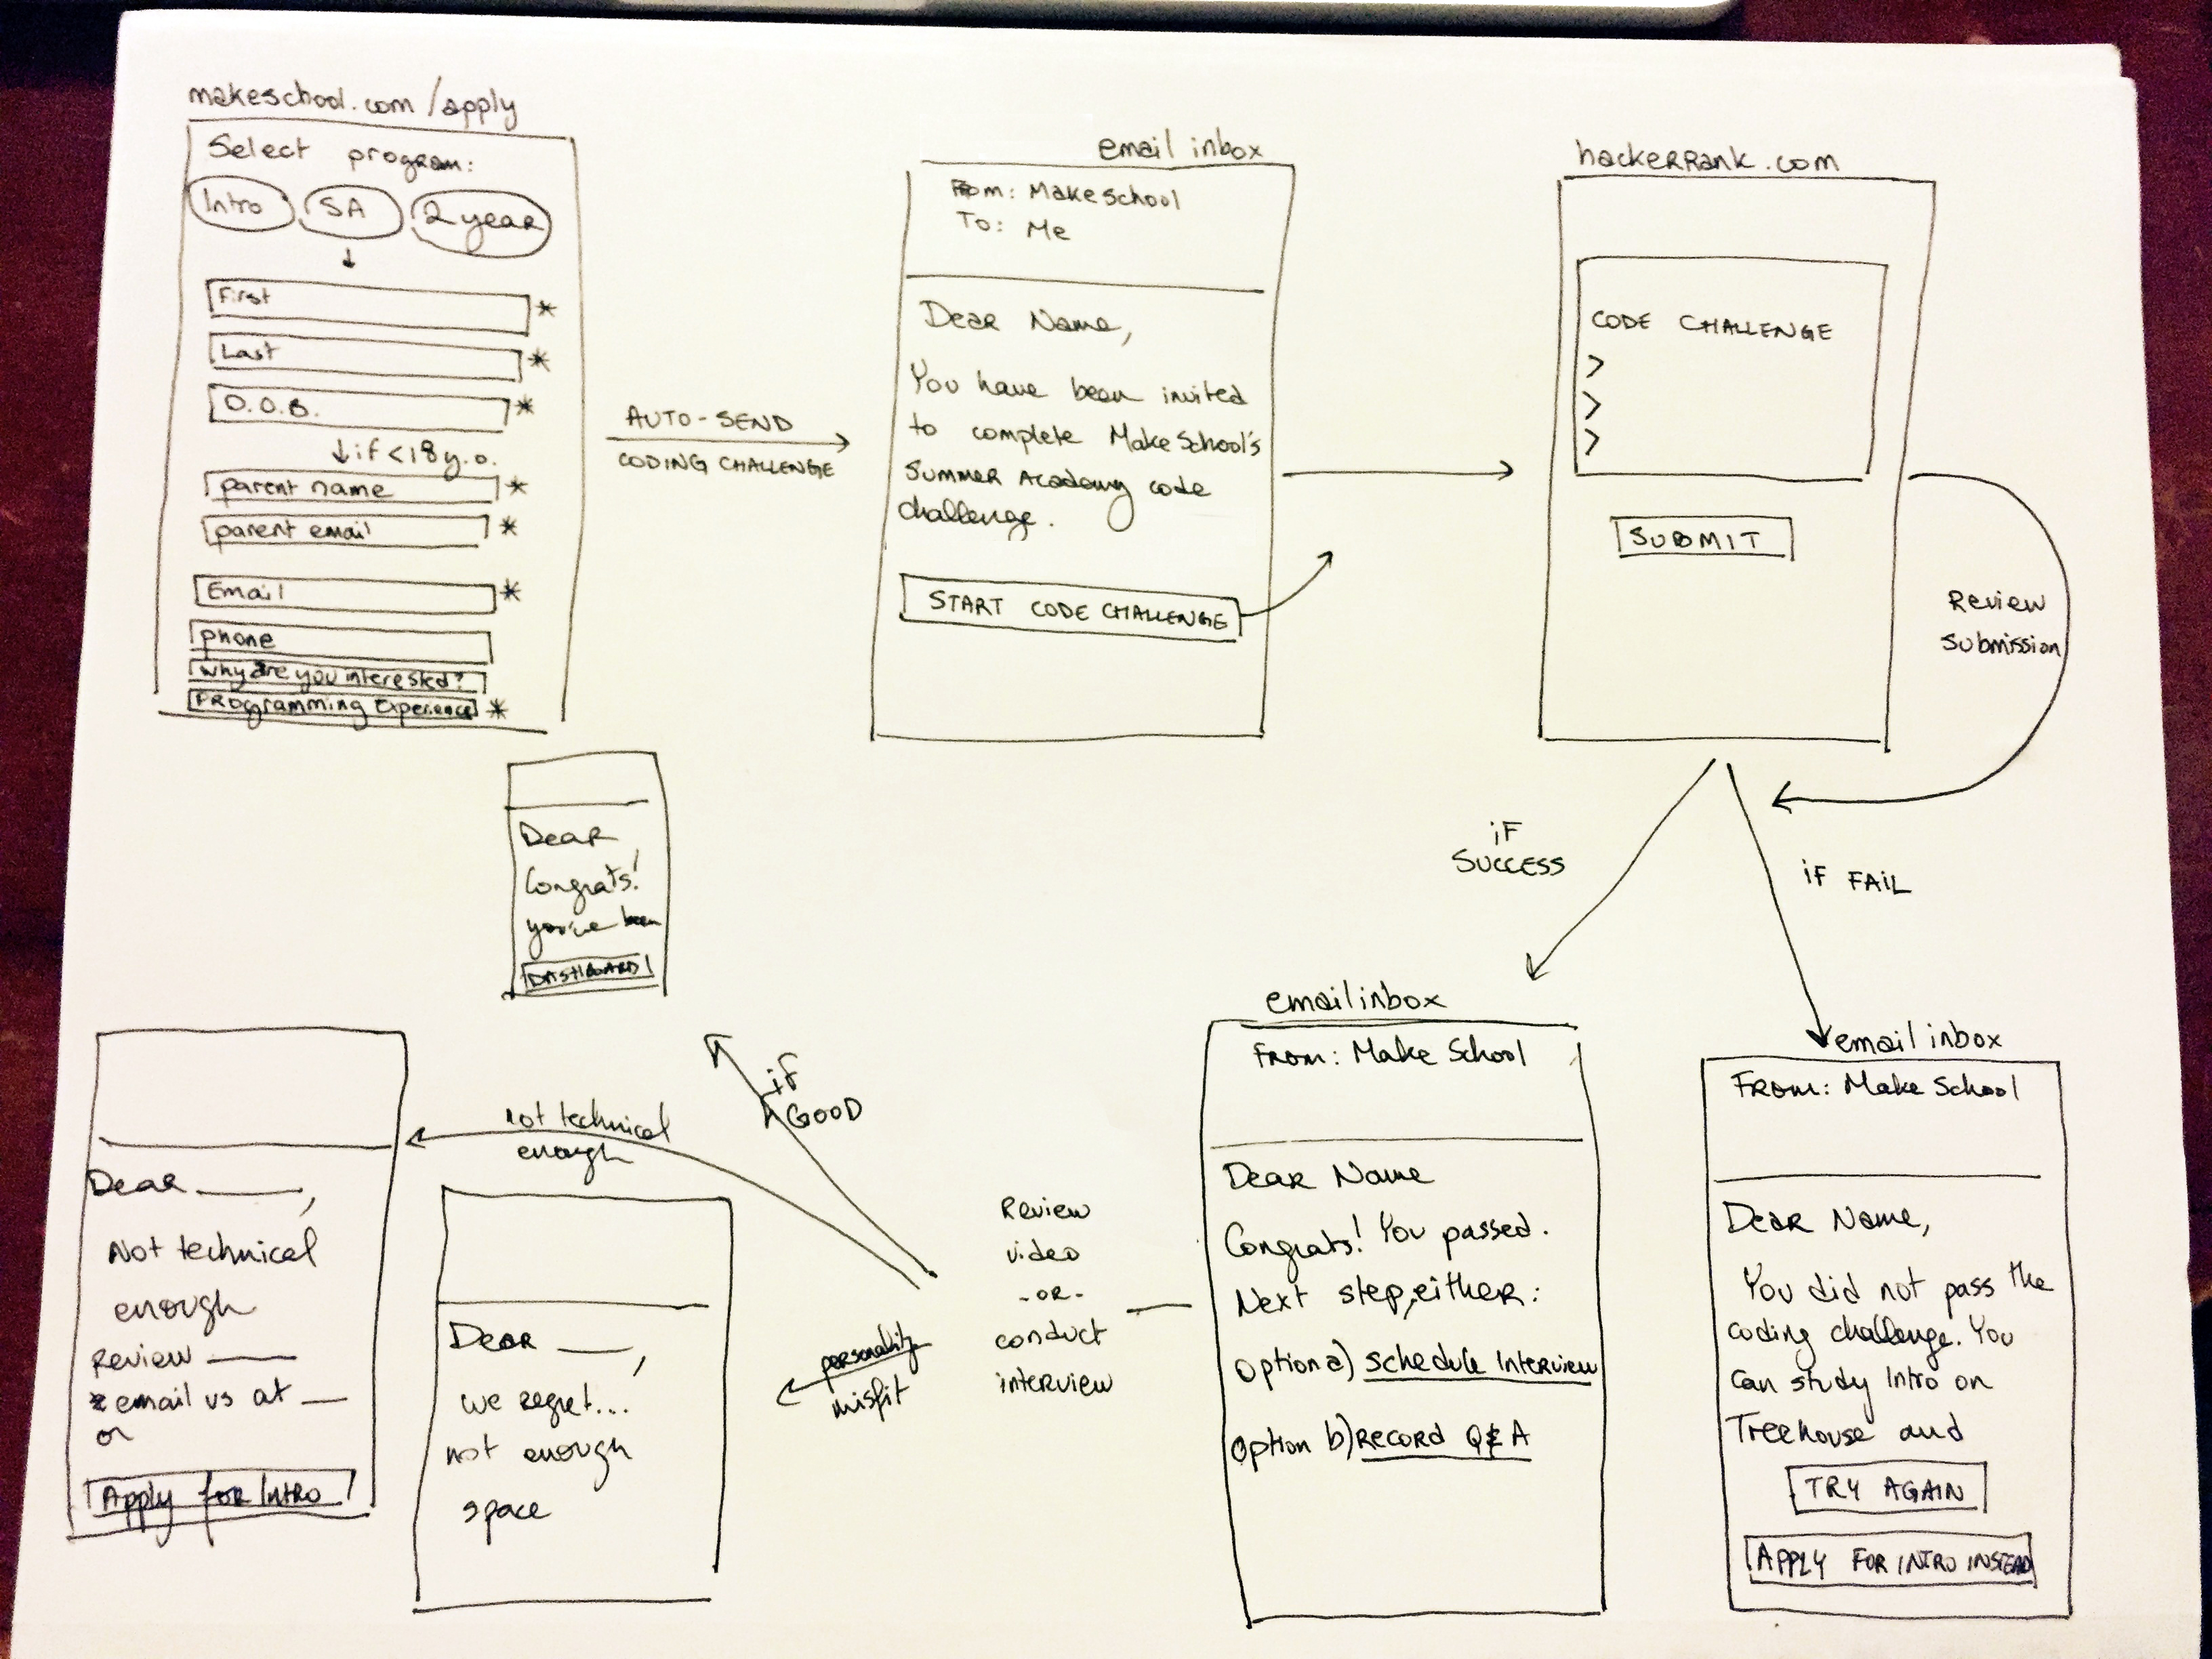 makeschool.com/apply
Select program:
Intro
SA
2 year
First *
Last *
D.O.B. *
if <18 y.o.
parent name *
parent email *
Email *
phone
Why are you interested?
Programming Experience *
AUTO-SEND
CODING CHALLENGE
email inbox
From: Makeschool
To: Me
Dear Name,
You have been invited
to complete MakeSchool's
Summer Academy code
challenge.
START CODE CHALLENGE
hackerrank.com
CODE CHALLENGE
>
>
>
SUBMIT
Review
submission
if
SUCCESS
if FAIL
email inbox
From: Make School
Dear Name,
You did not pass the
coding challenge. You
can study Intro on
Treehouse and
TRY AGAIN
APPLY FOR INTRO INSTEAD
email inbox
From: Make School
Dear Name
Congrats! You passed.
Next step, either:
Option a) schedule interview
Option b) RECORD Q&A
Review
video
-OR-
conduct
interview
if
GOOD
not technical
enough
personality
misfit
Dear
Congrats!
you've been
DASHBOARD
Dear ____,
Not technical
enough
Review ____
email us at __
or
Apply for Intro
Dear ____,
we regret...
not enough
space